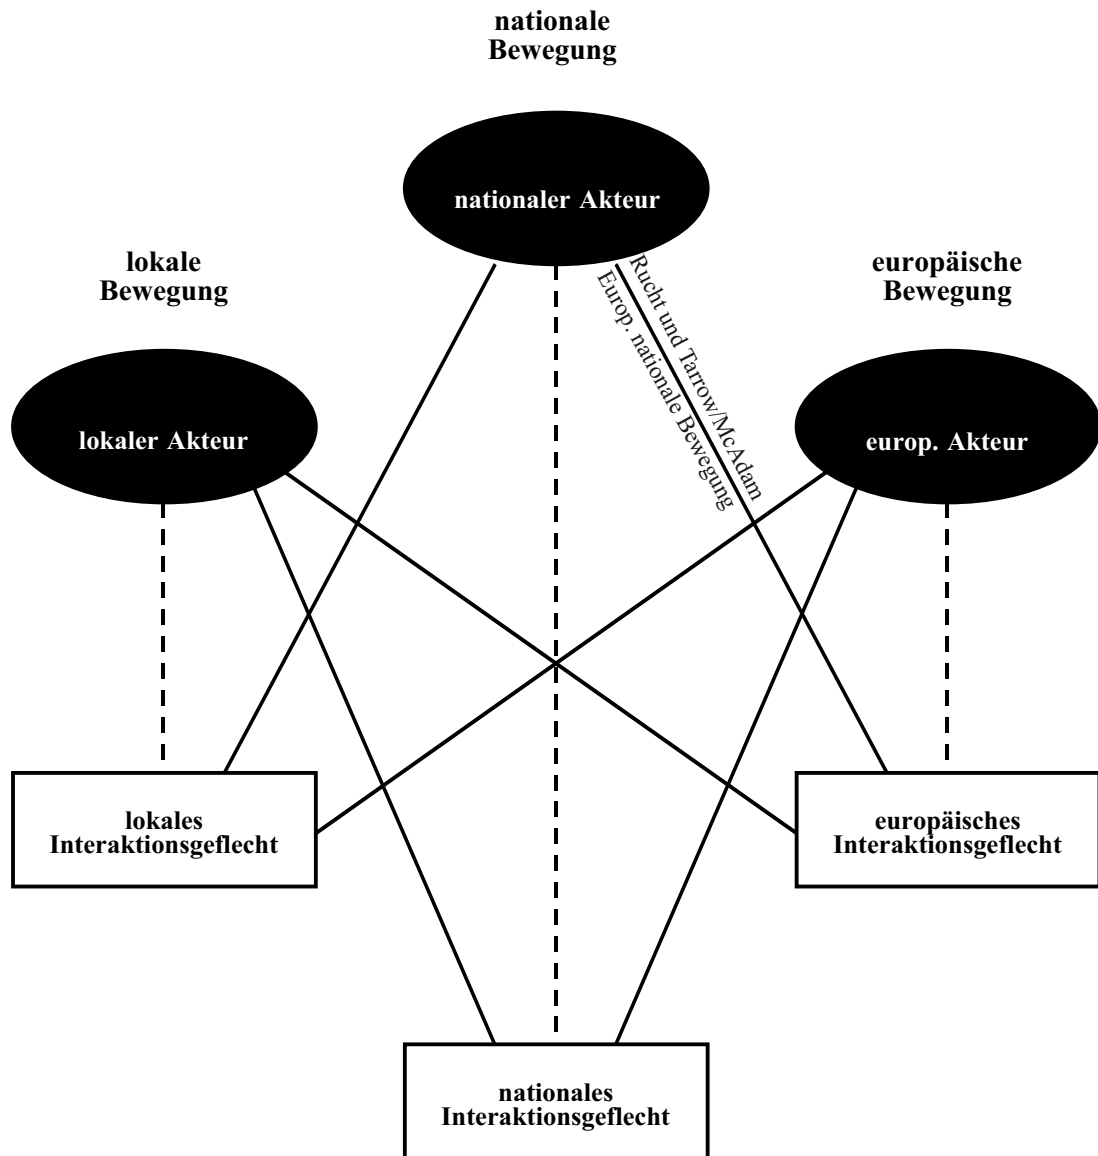 nationale
Bewegung
nationaler Akteur
lokale
Bewegung
europäische
Bewegung
Rucht und Tarrow/McAdam
Europ. nationale Bewegung
lokaler Akteur
europ. Akteur
lokales
Interaktionsgeflecht
europäisches
Interaktionsgeflecht
nationales
Interaktionsgeflecht